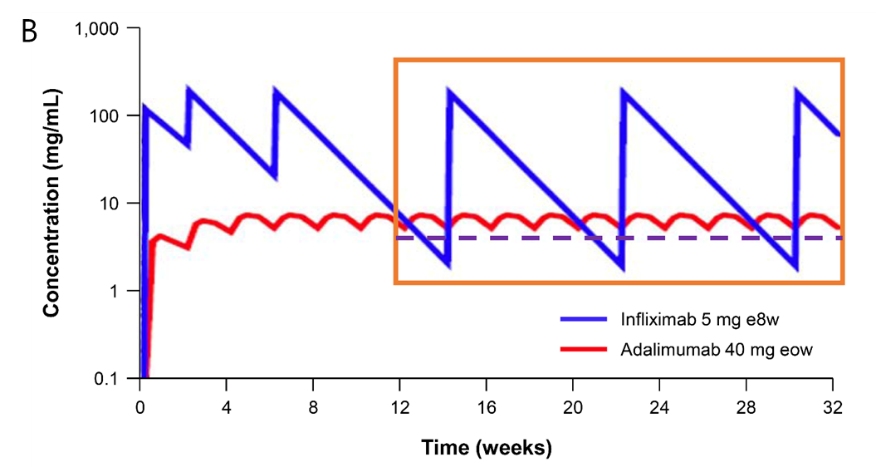 B
1,000
100
10
1
0.1
Concentration (mg/mL)
0 4 8 12 16 20 24 28 32
Time (weeks)
Infliximab 5 mg e8w
Adalimumab 40 mg eow